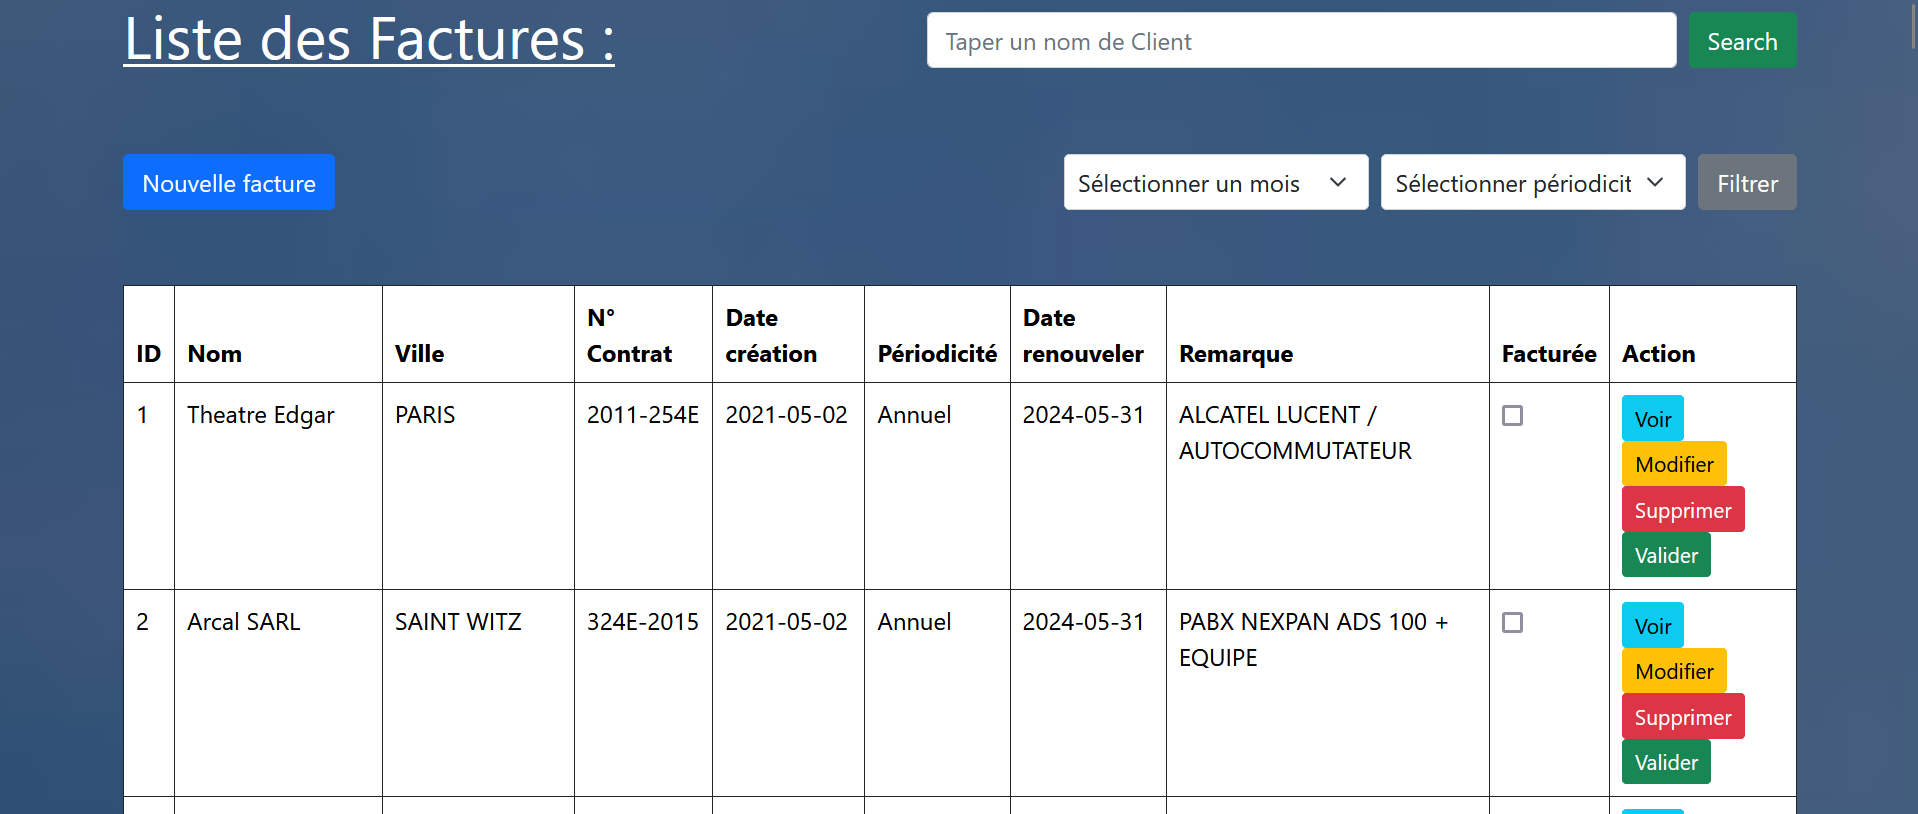 Liste des Factures :
Taper un nom de Client
Search
Nouvelle facture
Sélectionner un mois
Sélectionner périodicit
Filtrer
ID
Nom
Ville
N°
Contrat
Date
création
Périodicité
Date
renouveler
Remarque
Facturée
Action
1
Theatre Edgar
PARIS
2011-254E
2021-05-02
Annuel
2024-05-31
ALCATEL LUCENT /
AUTOCOMMUTATEUR
Voir
Modifier
Supprimer
Valider
2
Arcal SARL
SAINT WITZ
324E-2015
2021-05-02
Annuel
2024-05-31
PABX NEXPAN ADS 100 +
EQUIPE
Voir
Modifier
Supprimer
Valider